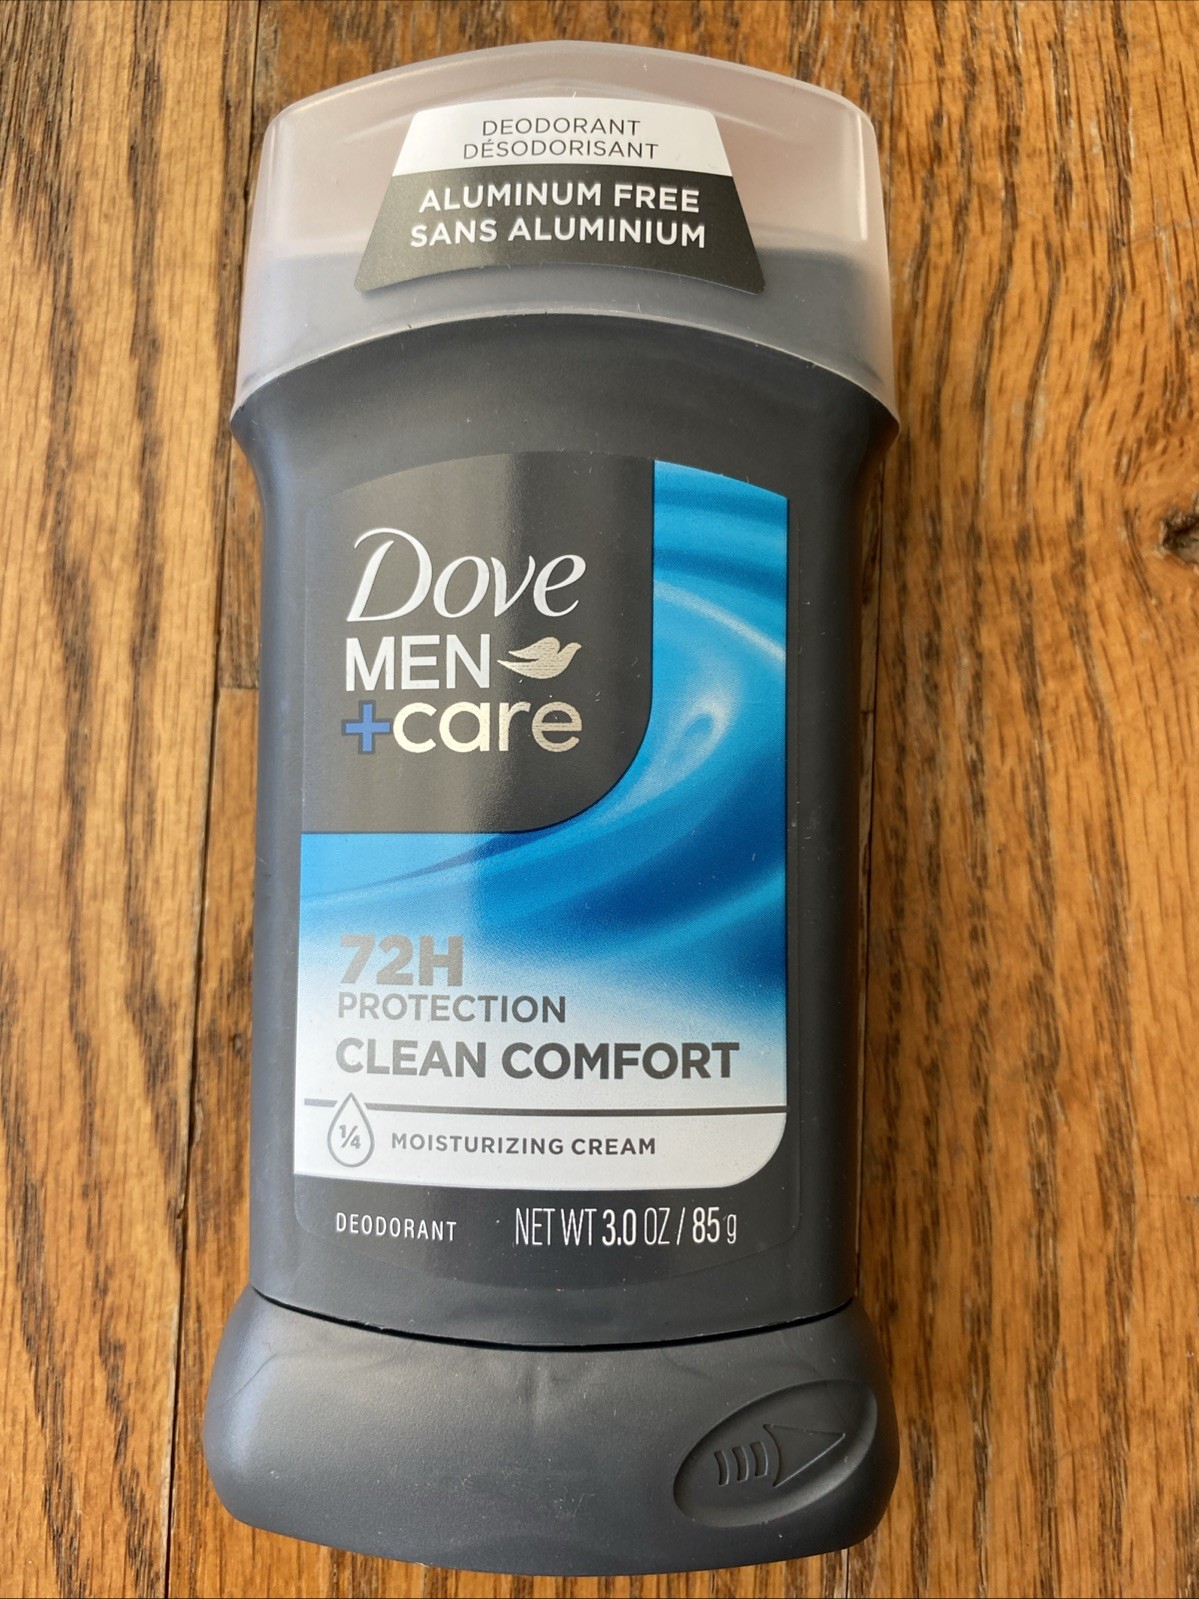 DEODORANT
DÉSODORISANT
ALUMINUM FREE
SANS ALUMINIUM
Dove
MEN
+care
72H
PROTECTION
CLEAN COMFORT
1/4 MOISTURIZING CREAM
DEODORANT NET WT 3.0 OZ / 85 g